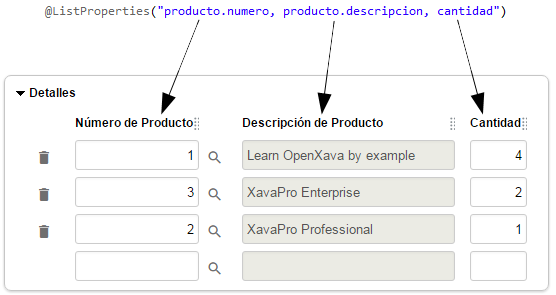 @ListProperties("producto.numero, producto.descripcion, cantidad")
Detalles
Número de Producto Descripción de Producto Cantidad
1 Learn OpenXava by example 4
3 XavaPro Enterprise 2
2 XavaPro Professional 1